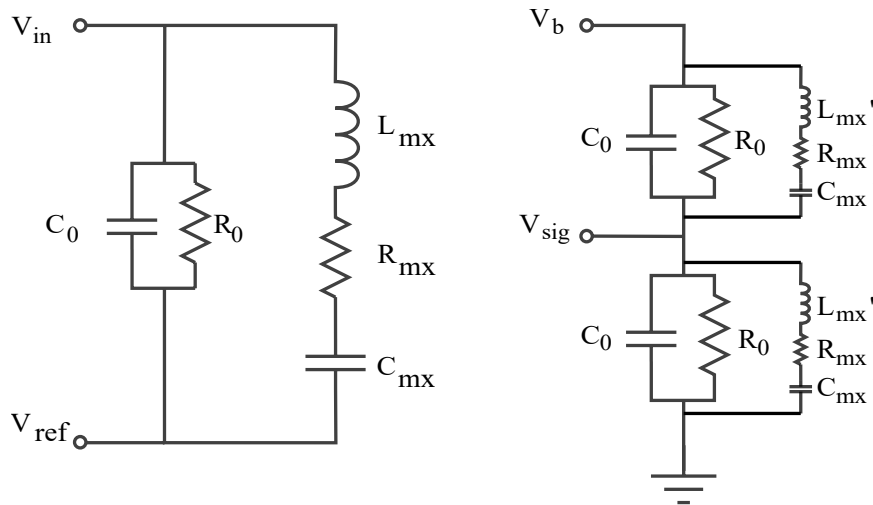 V_in
L_mx
C_0
R_0
R_mx
C_mx
V_ref
V_b
L_mx'
C_0
R_0
R_mx
C_mx
V_sig
L_mx'
C_0
R_0
R_mx
C_mx